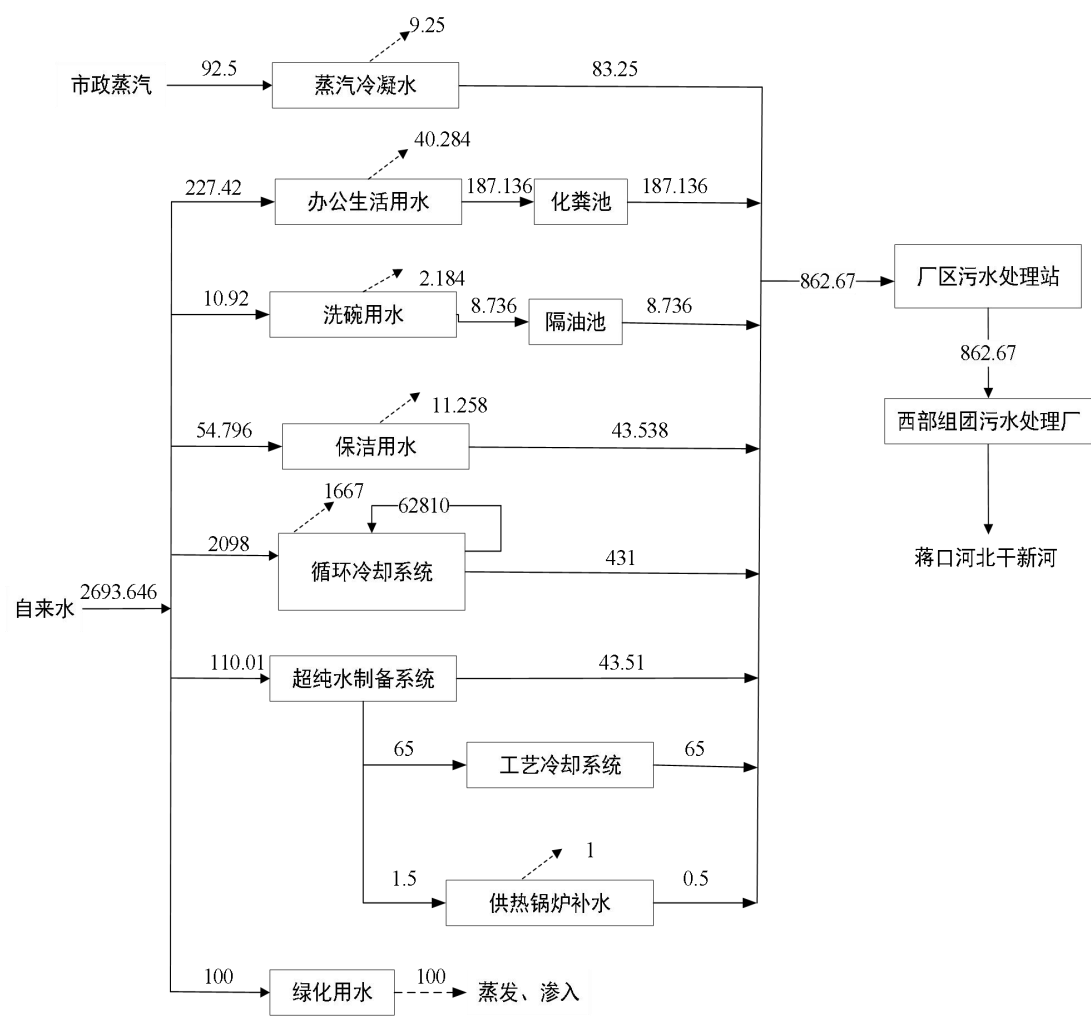 9.25
市政蒸汽 92.5 蒸汽冷凝水 83.25
40.284
227.42 办公生活用水 187.136 化粪池 187.136
2.184
10.92 洗碗用水 8.736 隔油池 8.736
862.67 厂区污水处理站
862.67
西部组团污水处理厂
蒋口河北干新河
11.258
54.796 保洁用水 43.538
1667
62810
2098 循环冷却系统 431
自来水 2693.646
110.01 超纯水制备系统 43.51
65 工艺冷却系统 65
1
1.5 供热锅炉补水 0.5
100 绿化用水 100 蒸发、渗入